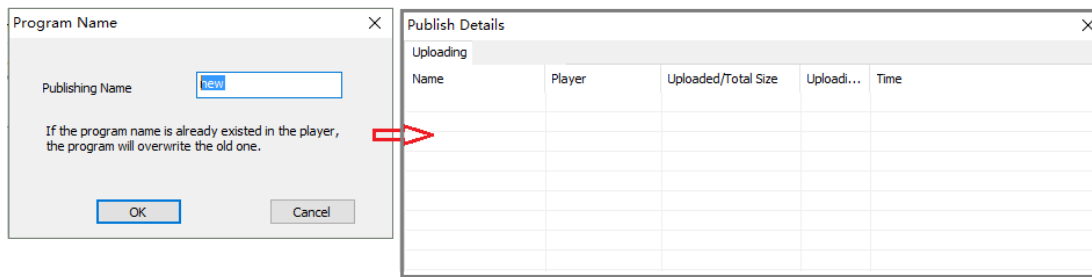 Program Name
Publishing Name
new
If the program name is already existed in the player,
the program will overwrite the old one.
OK
Cancel
Publish Details
Uploading
Name Player Uploaded/Total Size Uploadi... Time